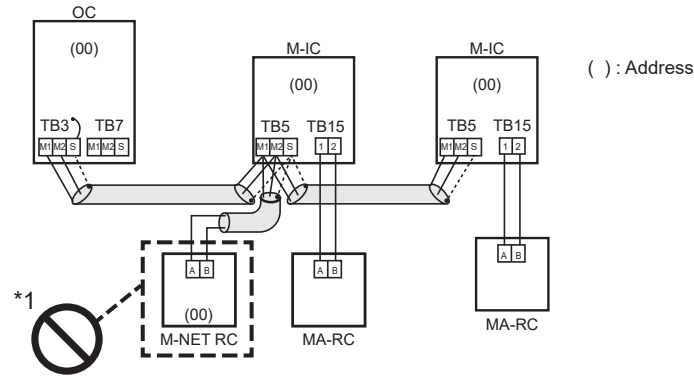 OC
(00)
TB3 TB7
M1 M2 S M1 M2 S
M-IC
(00)
TB5 TB15
M1 M2 S 1 2
M-IC
(00)
TB5 TB15
M1 M2 S 1 2
( ) : Address
*1
A B
(00)
M-NET RC
A B
MA-RC
A B
MA-RC